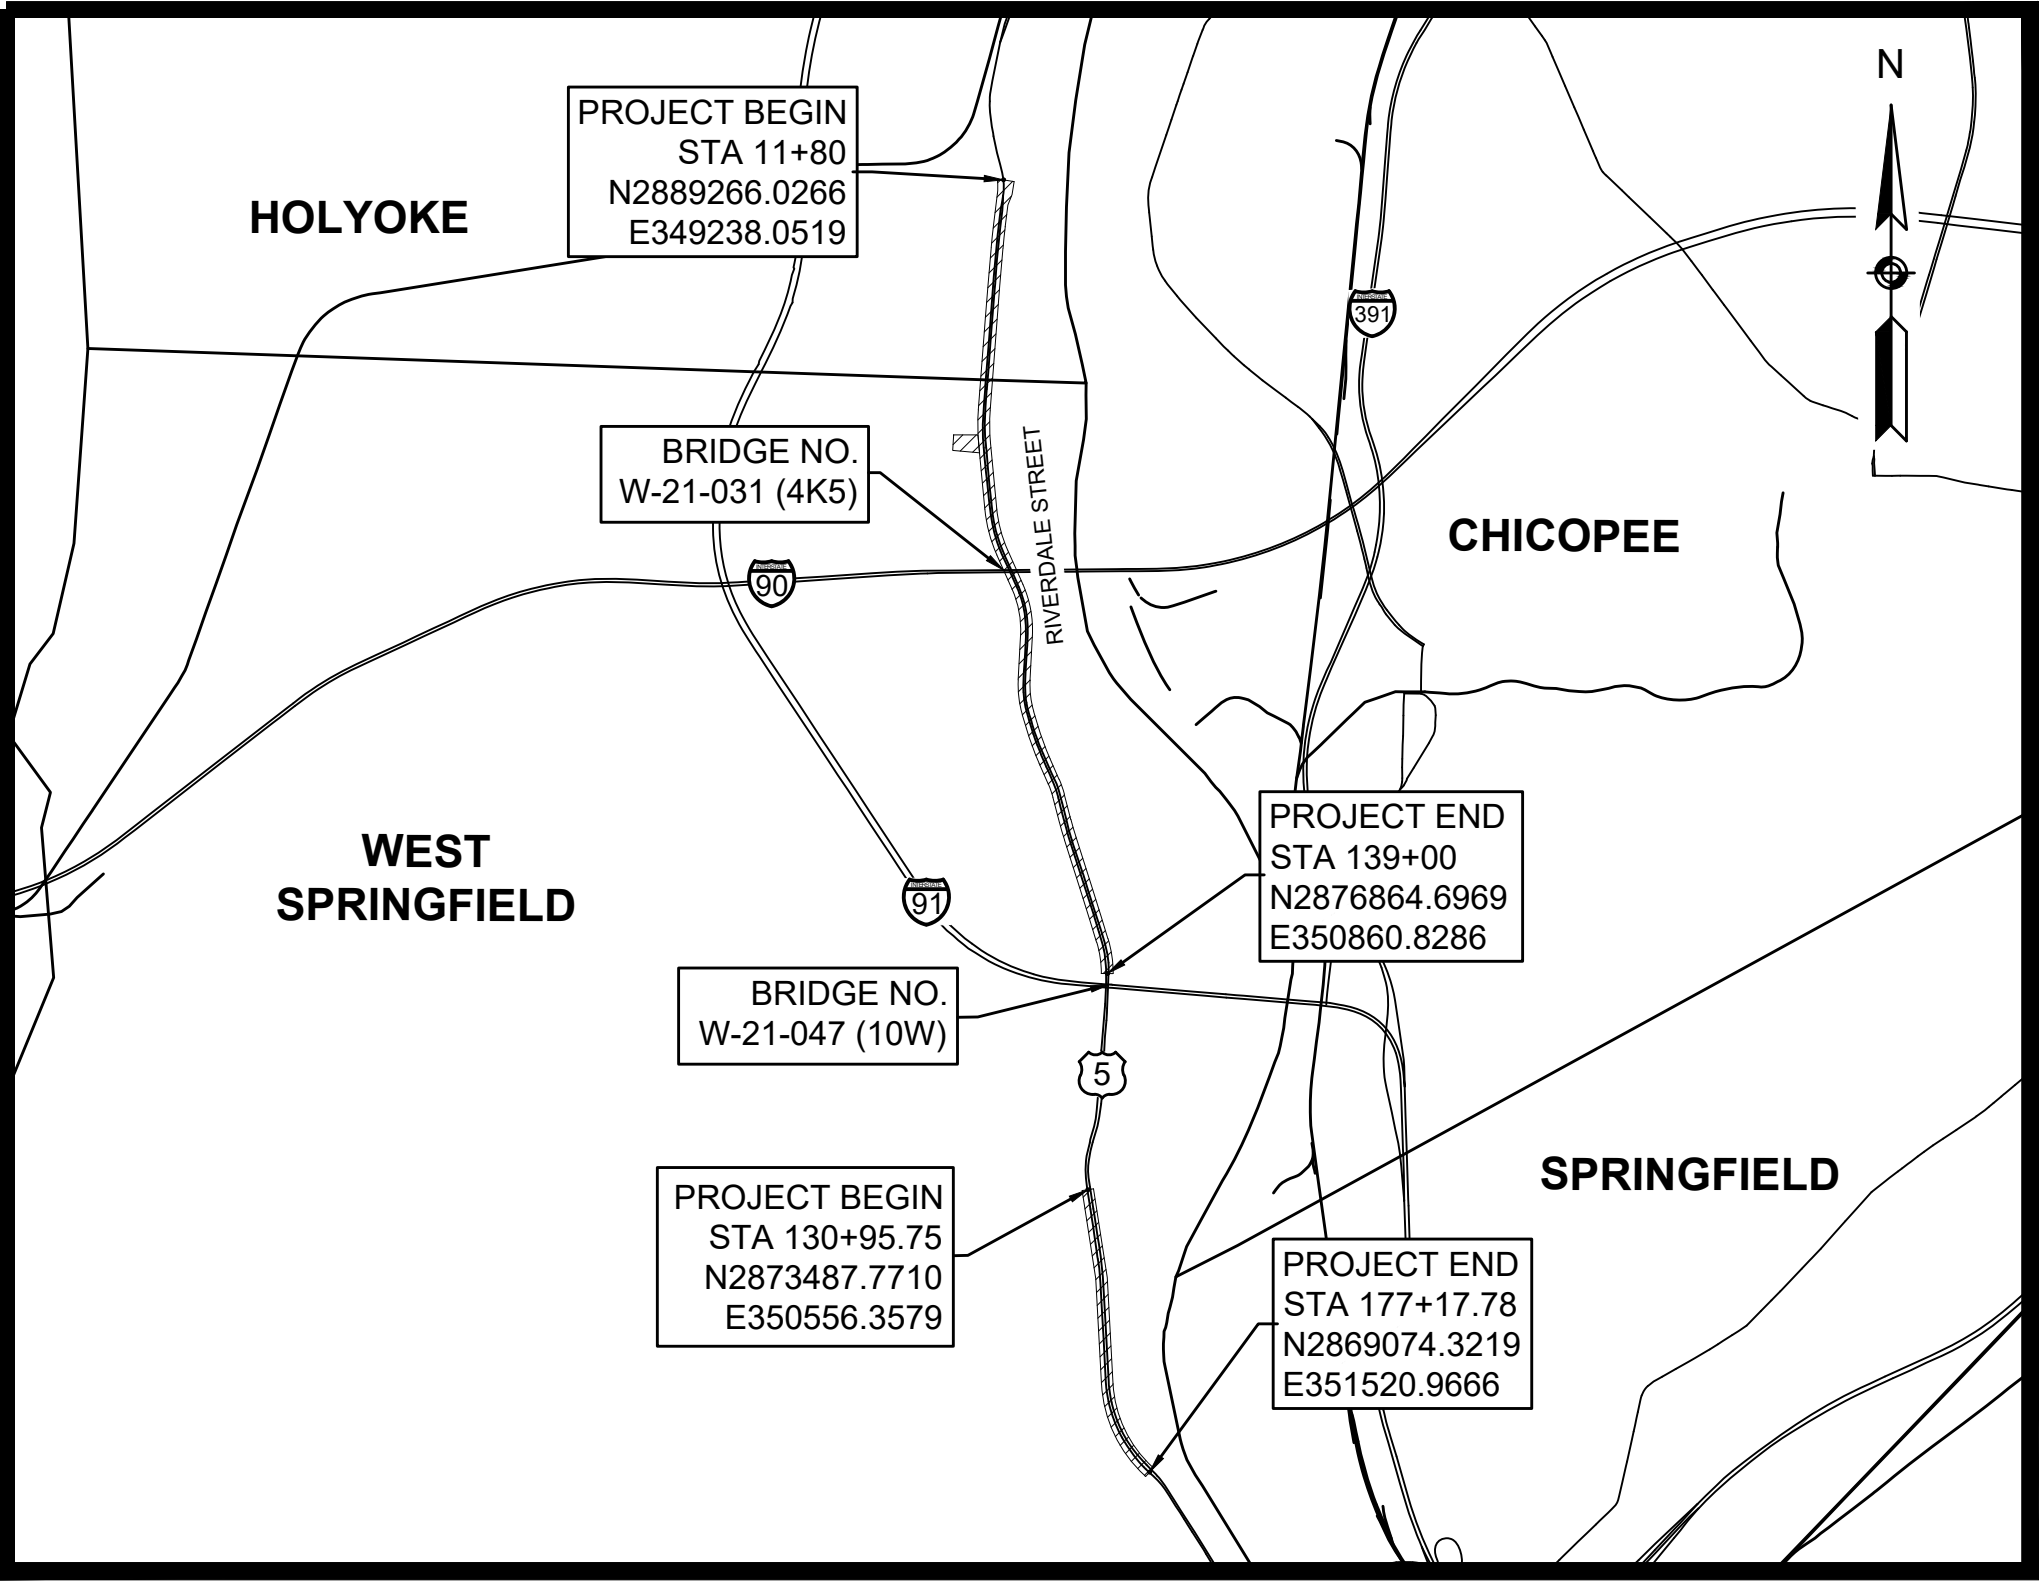 N
PROJECT BEGIN
STA 11+80
N2889266.0266
E349238.0519
HOLYOKE
INTERSTATE
391
BRIDGE NO.
W-21-031 (4K5)
RIVERDALE STREET
CHICOPEE
INTERSTATE
90
PROJECT END
STA 139+00
N2876864.6969
E350860.8286
WEST
SPRINGFIELD
INTERSTATE
91
BRIDGE NO.
W-21-047 (10W)
5
PROJECT BEGIN
STA 130+95.75
N2873487.7710
E350556.3579
SPRINGFIELD
PROJECT END
STA 177+17.78
N2869074.3219
E351520.9666